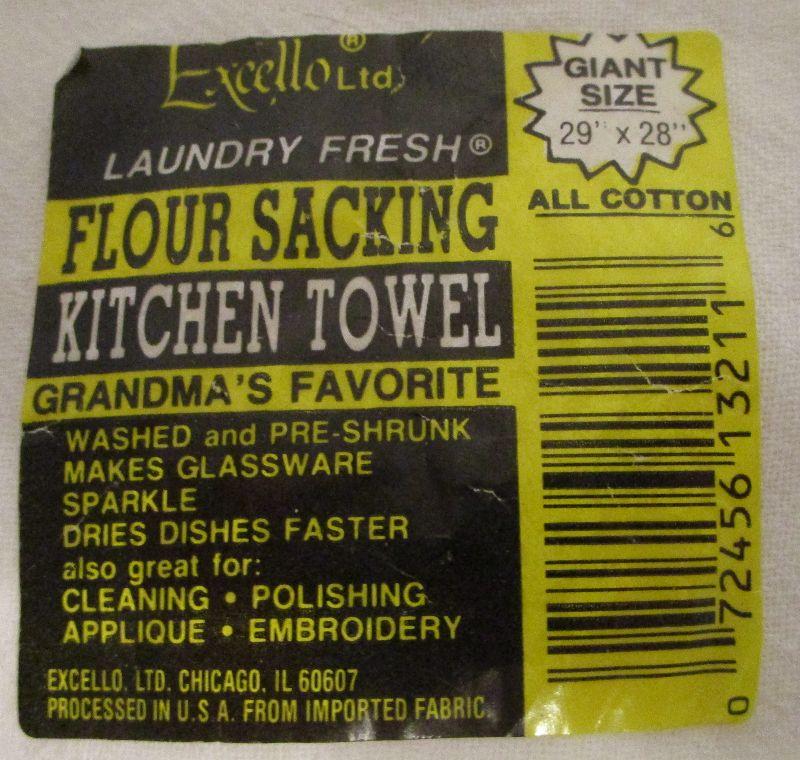 Excello® Ltd
LAUNDRY FRESH®
FLOUR SACKING
KITCHEN TOWEL
GRANDMA'S FAVORITE
WASHED and PRE-SHRUNK
MAKES GLASSWARE
SPARKLE
DRIES DISHES FASTER
also great for:
CLEANING • POLISHING
APPLIQUE • EMBROIDERY
EXCELLO, LTD. CHICAGO, IL 60607
PROCESSED IN U.S.A. FROM IMPORTED FABRIC.
GIANT
SIZE
29" x 28"
ALL COTTON
0 72456 13211 6